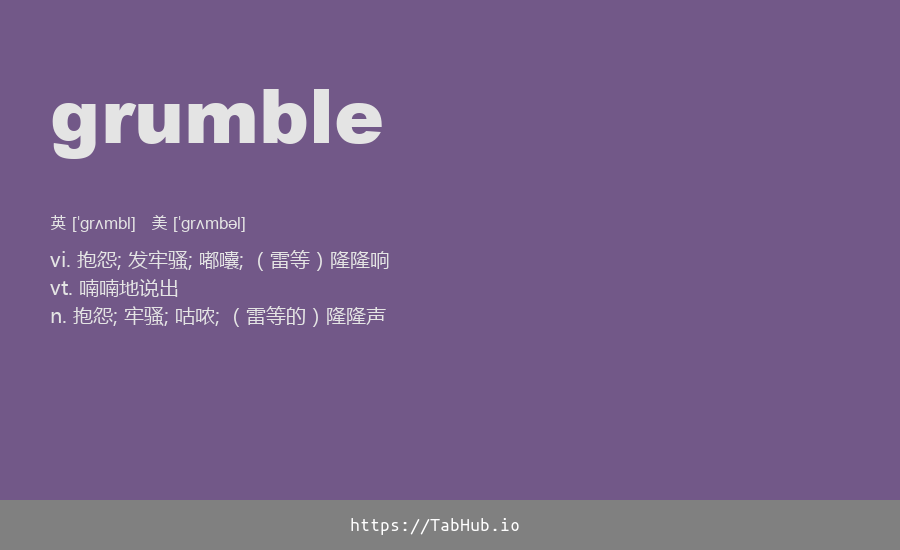 grumble
英 [ˈgrʌmbl] 美 [ˈgrʌmbəl]
vi. 抱怨; 发牢骚; 嘟囔; （雷等）隆隆响
vt. 喃喃地说出
n. 抱怨; 牢骚; 咕哝; （雷等的）隆隆声
https://TabHub.io